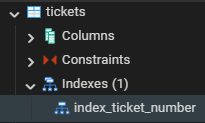 tickets
Columns
Constraints
Indexes (1)
index_ticket_number